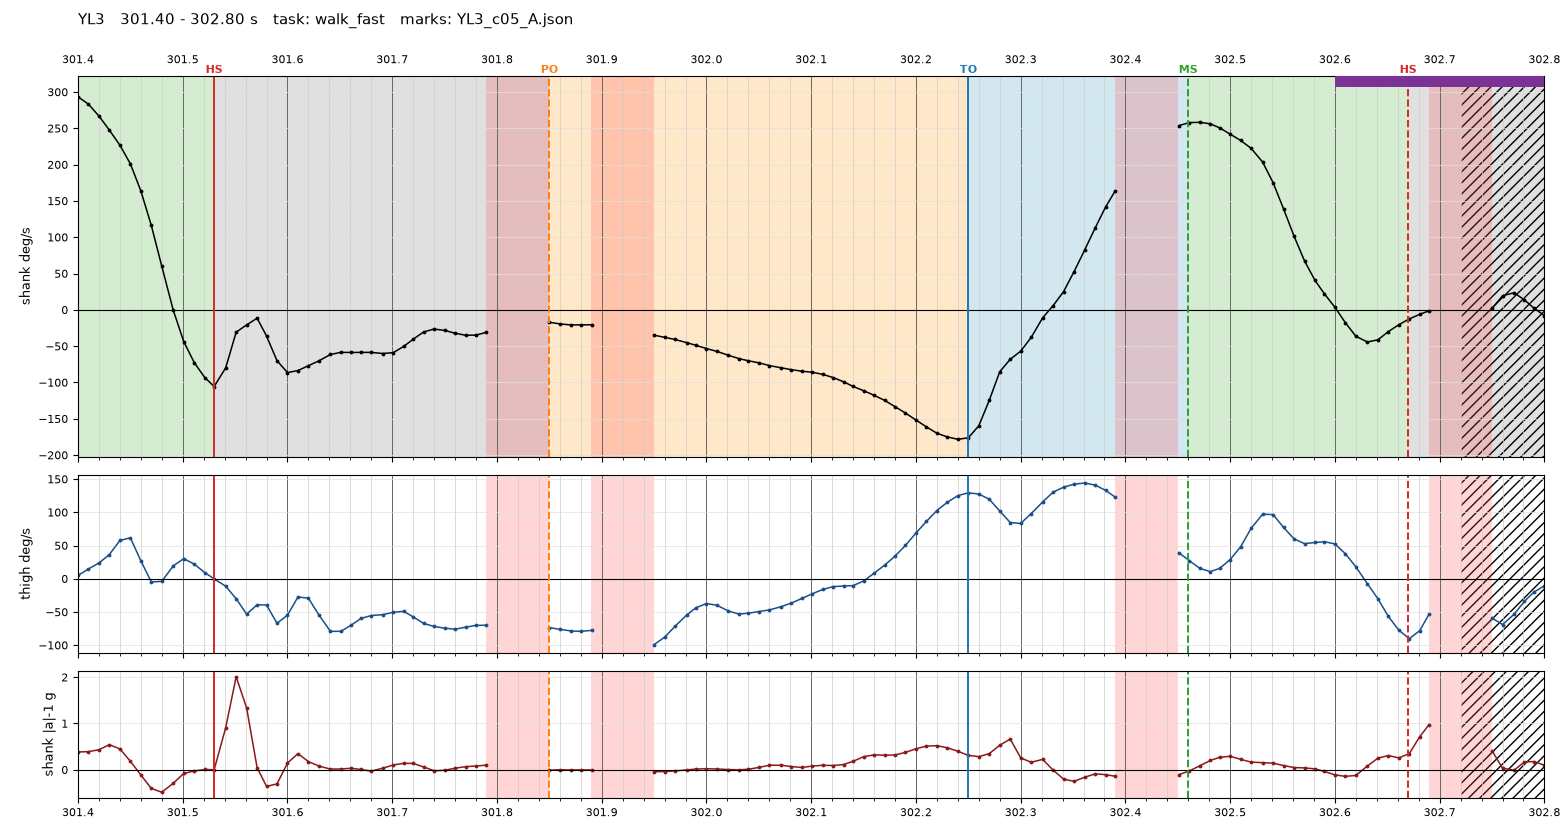 YL3   301.40 - 302.80 s   task: walk_fast   marks: YL3_c05_A.json
301.4 301.5 301.6 301.7 301.8 301.9 302.0 302.1 302.2 302.3 302.4 302.5 302.6 302.7 302.8
HS PO TO MS HS
shank deg/s
300
250
200
150
100
50
0
−50
−100
−150
−200
thigh deg/s
150
100
50
0
−50
−100
shank |a|-1 g
2
1
0
301.4 301.5 301.6 301.7 301.8 301.9 302.0 302.1 302.2 302.3 302.4 302.5 302.6 302.7 302.8